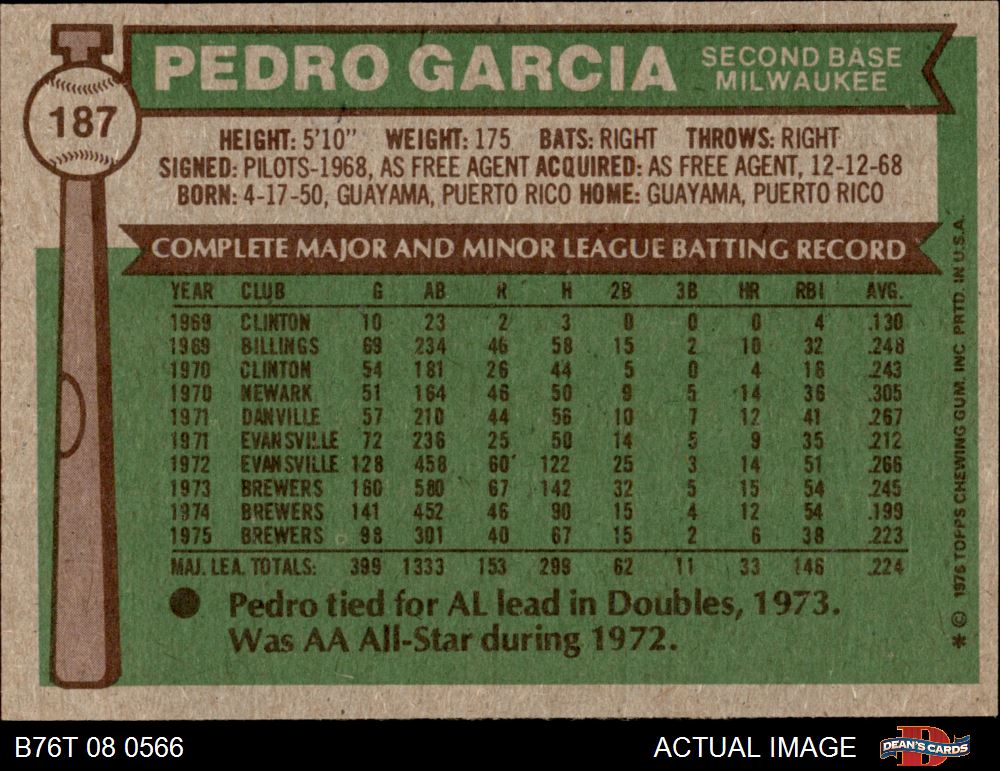 187
PEDRO GARCIA SECOND BASE MILWAUKEE
HEIGHT: 5'10" WEIGHT: 175 BATS: RIGHT THROWS: RIGHT
SIGNED: PILOTS-1968, AS FREE AGENT ACQUIRED: AS FREE AGENT, 12-12-68
BORN: 4-17-50, GUAYAMA, PUERTO RICO HOME: GUAYAMA, PUERTO RICO
COMPLETE MAJOR AND MINOR LEAGUE BATTING RECORD
YEAR CLUB G AB R H 2B 3B HR RBI AVG.
1969 CLINTON 10 23 2 3 0 0 0 4 .130
1969 BILLINGS 69 234 46 58 15 2 10 32 .248
1970 CLINTON 54 181 26 44 5 0 4 16 .243
1970 NEWARK 51 164 46 50 9 5 14 36 .305
1971 DANVILLE 57 210 44 56 10 7 12 41 .267
1971 EVANSVILLE 72 236 25 50 14 5 9 35 .212
1972 EVANSVILLE 128 458 60 122 25 3 14 51 .266
1973 BREWERS 160 580 67 142 32 5 15 54 .245
1974 BREWERS 141 452 46 90 15 4 12 54 .199
1975 BREWERS 98 301 40 67 15 2 6 38 .223
MAJ. LEA. TOTALS: 399 1333 153 299 62 11 33 146 .224
● Pedro tied for AL lead in Doubles, 1973.
Was AA All-Star during 1972.
* © 1976 TOPPS CHEWING GUM, INC. PRTD. IN U.S.A.
B76T 08 0566 ACTUAL IMAGE DEAN'S CARDS